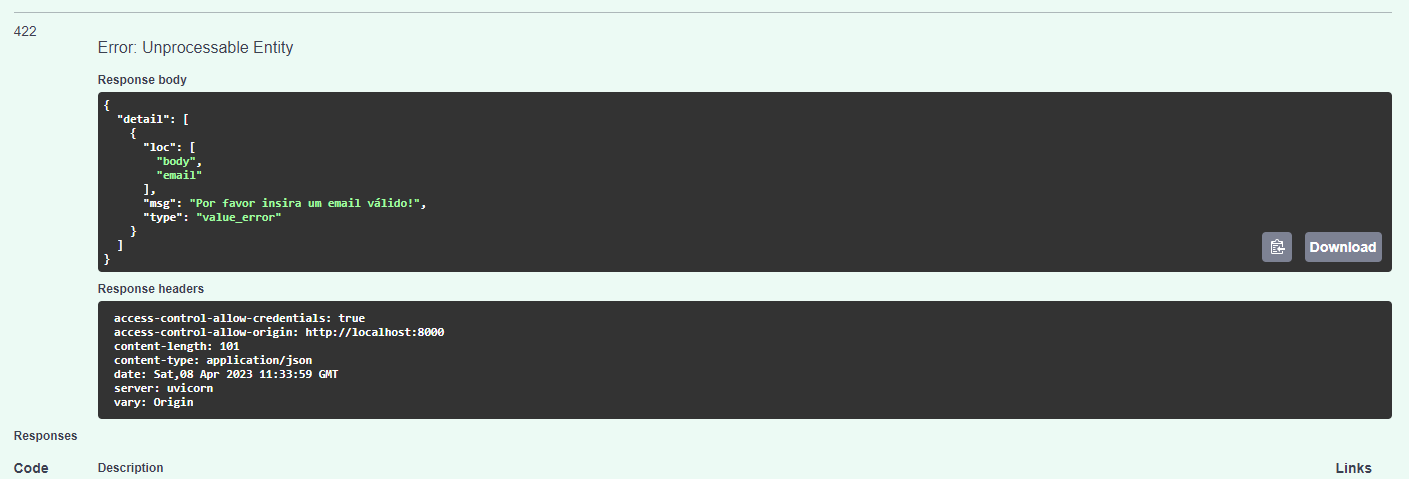 422
Error: Unprocessable Entity
Response body
{
  "detail": [
    {
      "loc": [
        "body",
        "email"
      ],
      "msg": "Por favor insira um email válido!",
      "type": "value_error"
    }
  ]
}
Download
Response headers
access-control-allow-credentials: true
access-control-allow-origin: http://localhost:8000
content-length: 101
content-type: application/json
date: Sat,08 Apr 2023 11:33:59 GMT
server: uvicorn
vary: Origin
Responses
Code Description Links